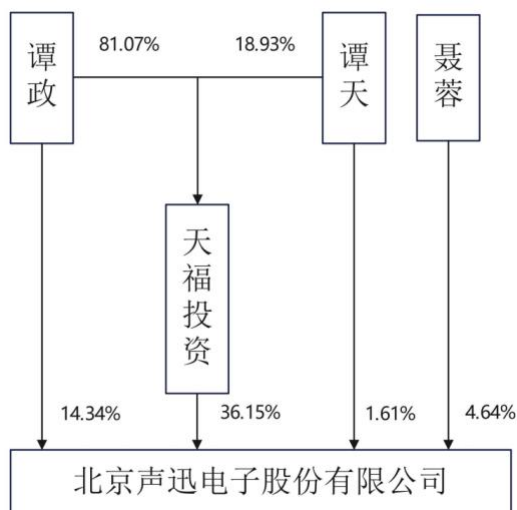 谭政
81.07%
18.93%
谭天
聂蓉
天福投资
14.34%
36.15%
1.61%
4.64%
北京声迅电子股份有限公司